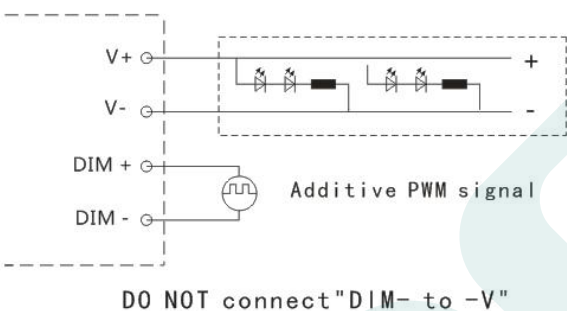 V+
+
V-
-
DIM +
Additive PWM signal
DIM -
DO NOT connect"DIM- to -V"